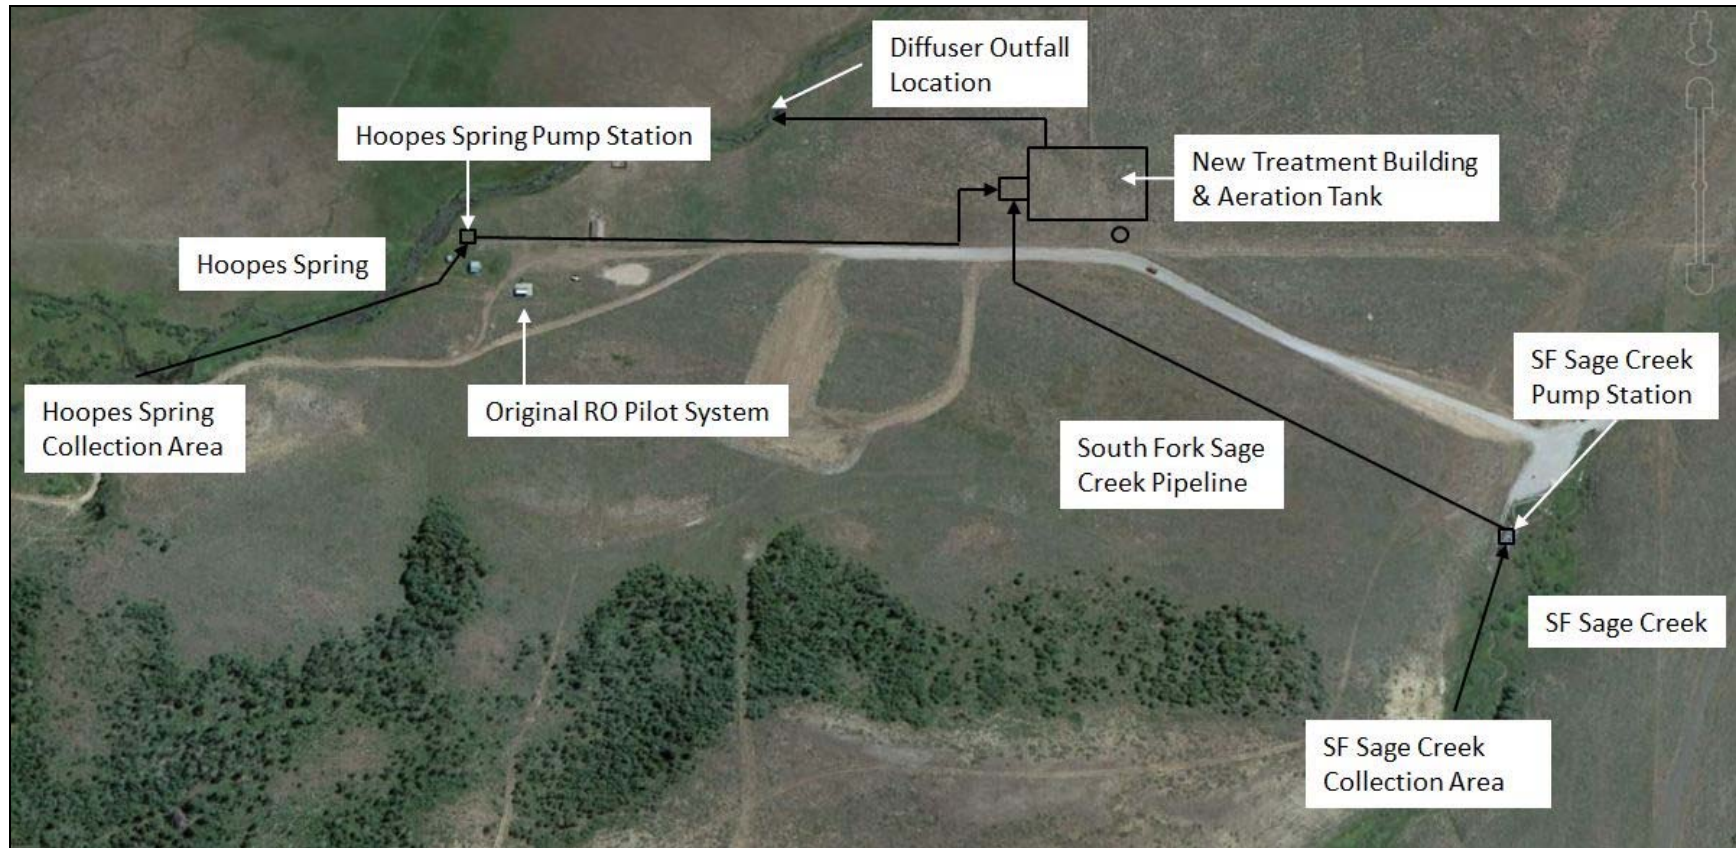 Diffuser Outfall
Location
Hoopes Spring Pump Station
New Treatment Building
& Aeration Tank
Hoopes Spring
SF Sage Creek
Pump Station
Hoopes Spring
Collection Area
Original RO Pilot System
South Fork Sage
Creek Pipeline
SF Sage Creek
SF Sage Creek
Collection Area